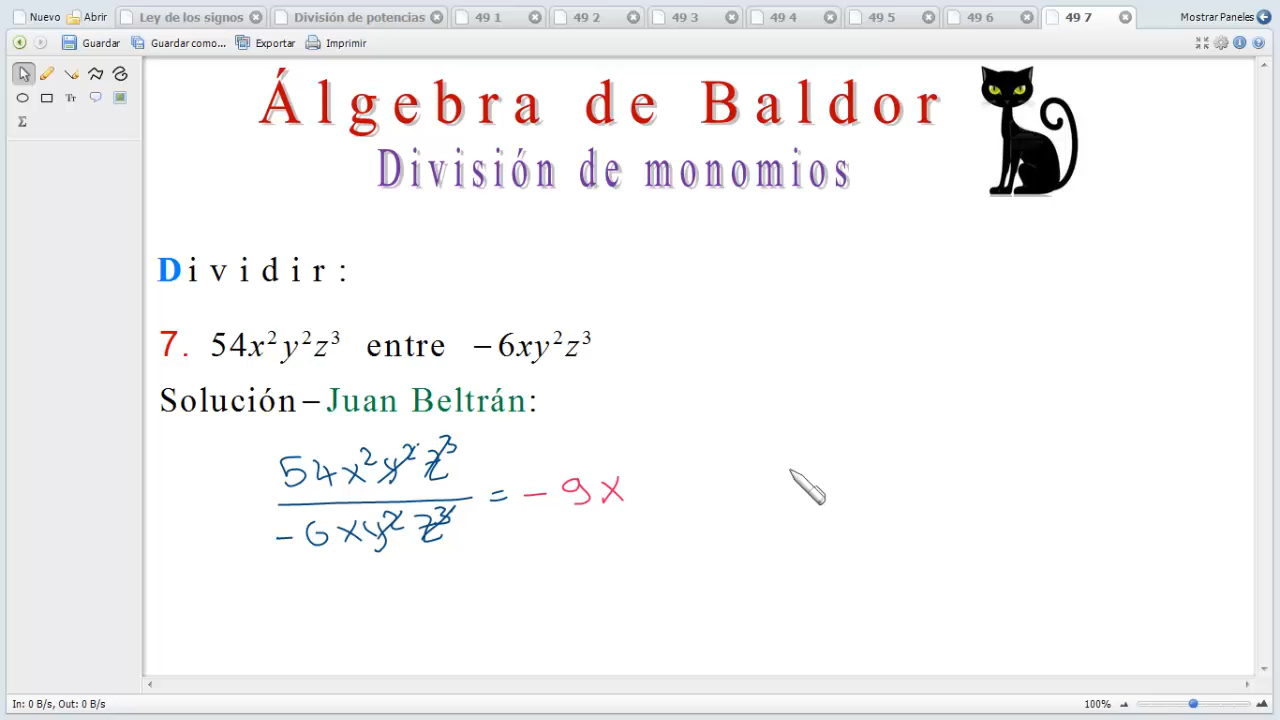 Nuevo Abrir Ley de los signos División de potencias 49 1 49 2 49 3 49 4 49 5 49 6 49 7 Mostrar Paneles
Guardar Guardar como... Exportar Imprimir
Tr
Σ
Álgebra de Baldor
División de monomios
Dividir:
7. 54x²y²z³ entre −6xy²z³
Solución−Juan Beltrán:
54x²y²z³
= −9x
−6xy²z³
In: 0 B/s, Out: 0 B/s 100%